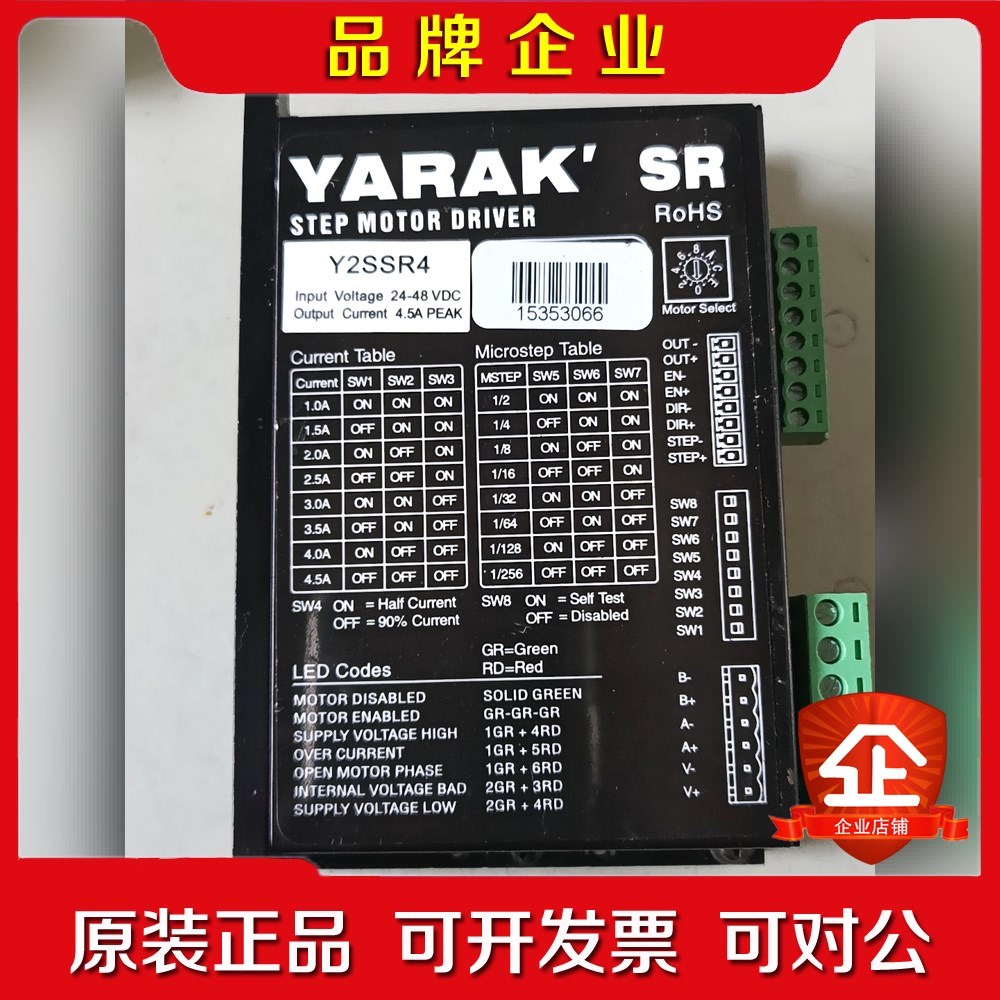 品牌企业
YARAK' SR
STEP MOTOR DRIVER RoHS
Y2SSR4
Input Voltage 24-48 VDC
Output Current 4.5A PEAK
15353066
0 2 4 6 8 A C E
Motor Select
Current Table
Current SW1 SW2 SW3
1.0A ON ON ON
1.5A OFF ON ON
2.0A ON OFF ON
2.5A OFF OFF ON
3.0A ON ON OFF
3.5A OFF ON OFF
4.0A ON OFF OFF
4.5A OFF OFF OFF
SW4 ON = Half Current
OFF = 90% Current
Microstep Table
MSTEP SW5 SW6 SW7
1/2 ON ON ON
1/4 OFF ON ON
1/8 ON OFF ON
1/16 OFF OFF ON
1/32 ON ON OFF
1/64 OFF ON OFF
1/128 ON OFF OFF
1/256 OFF OFF OFF
SW8 ON = Self Test
OFF = Disabled
OUT -
OUT+
EN-
EN+
DIR-
DIR+
STEP-
STEP+
SW8
SW7
SW6
SW5
SW4
SW3
SW2
SW1
GR=Green
LED Codes RD=Red
MOTOR DISABLED SOLID GREEN
MOTOR ENABLED GR-GR-GR
SUPPLY VOLTAGE HIGH 1GR + 4RD
OVER CURRENT 1GR + 5RD
OPEN MOTOR PHASE 1GR + 6RD
INTERNAL VOLTAGE BAD 2GR + 3RD
SUPPLY VOLTAGE LOW 2GR + 4RD
B-
B+
A-
A+
V-
V+
企
企业店铺
原装正品 可开发票 可对公